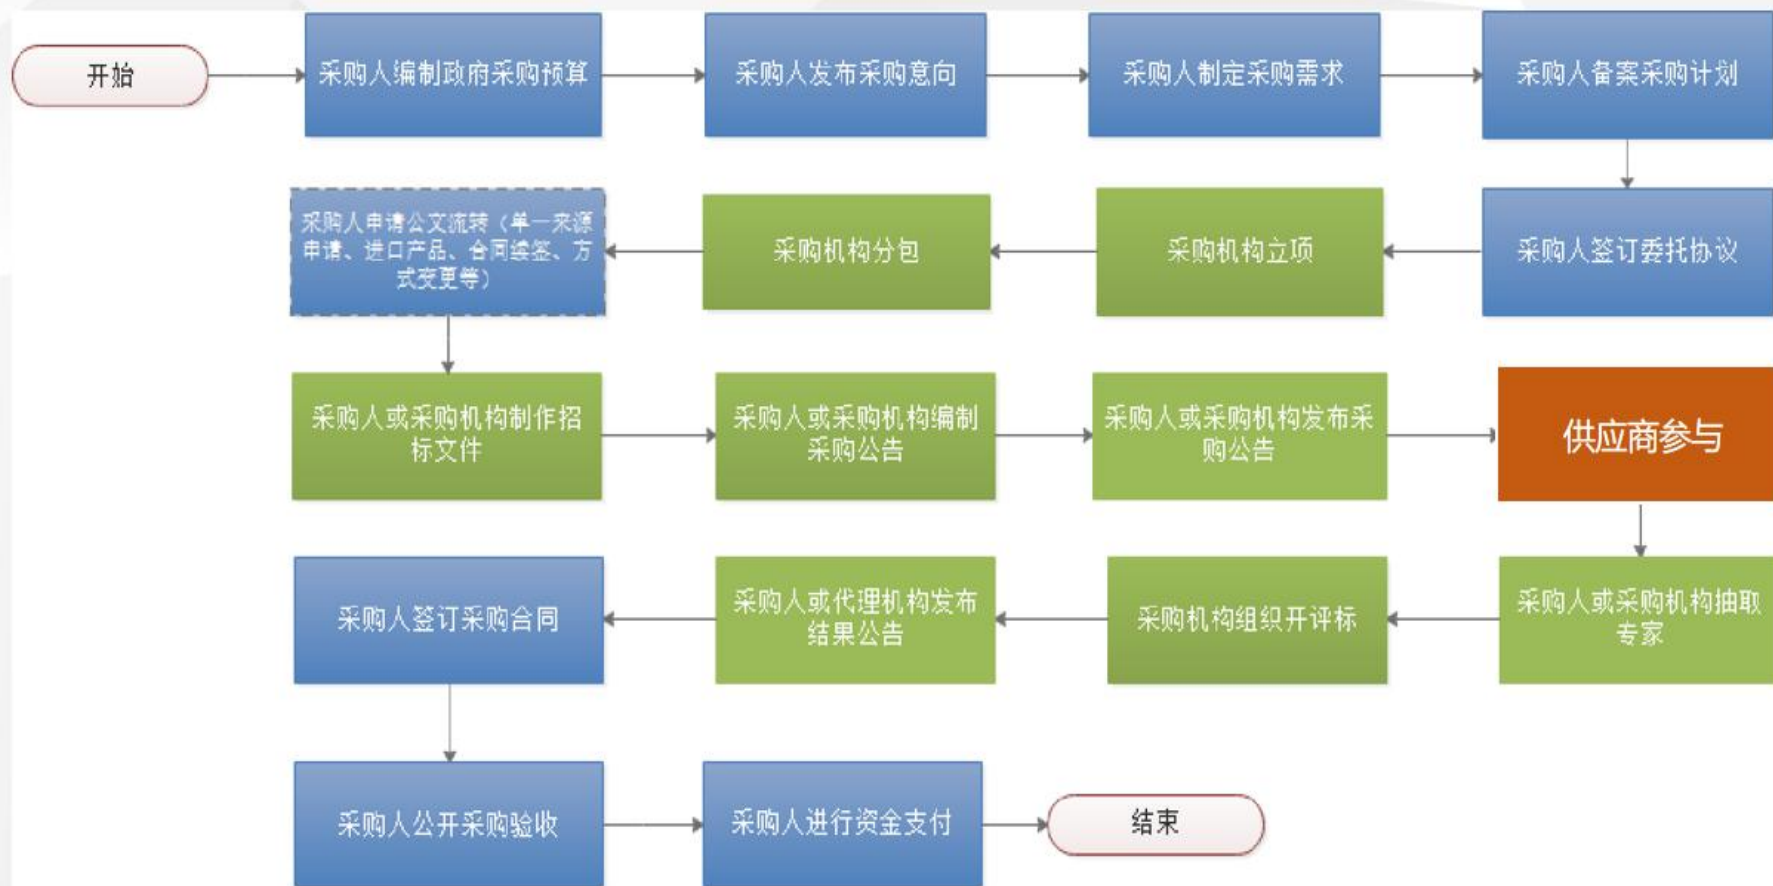 开始
采购人编制政府采购预算
采购人发布采购意向
采购人制定采购需求
采购人备案采购计划
采购人签订委托协议
采购机构立项
采购机构分包
采购人申请公文流转（单一来源
申请、进口产品、合同续签、方
式变更等）
采购人或采购机构制作招
标文件
采购人或采购机构编制
采购公告
采购人或采购机构发布采
购公告
供应商参与
采购人或采购机构抽取
专家
采购机构组织开评标
采购人或代理机构发布
结果公告
采购人签订采购合同
采购人公开采购验收
采购人进行资金支付
结束